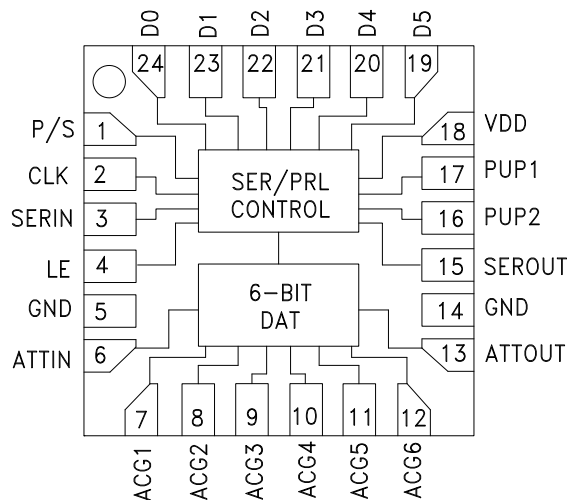 D0 D1 D2 D3 D4 D5
24 23 22 21 20 19
P/S 1 18 VDD
CLK 2 17 PUP1
SERIN 3 16 PUP2
LE 4 15 SEROUT
GND 5 14 GND
ATTIN 6 13 ATTOUT
SER/PRL
CONTROL
6-BIT
DAT
7 8 9 10 11 12
ACG1 ACG2 ACG3 ACG4 ACG5 ACG6